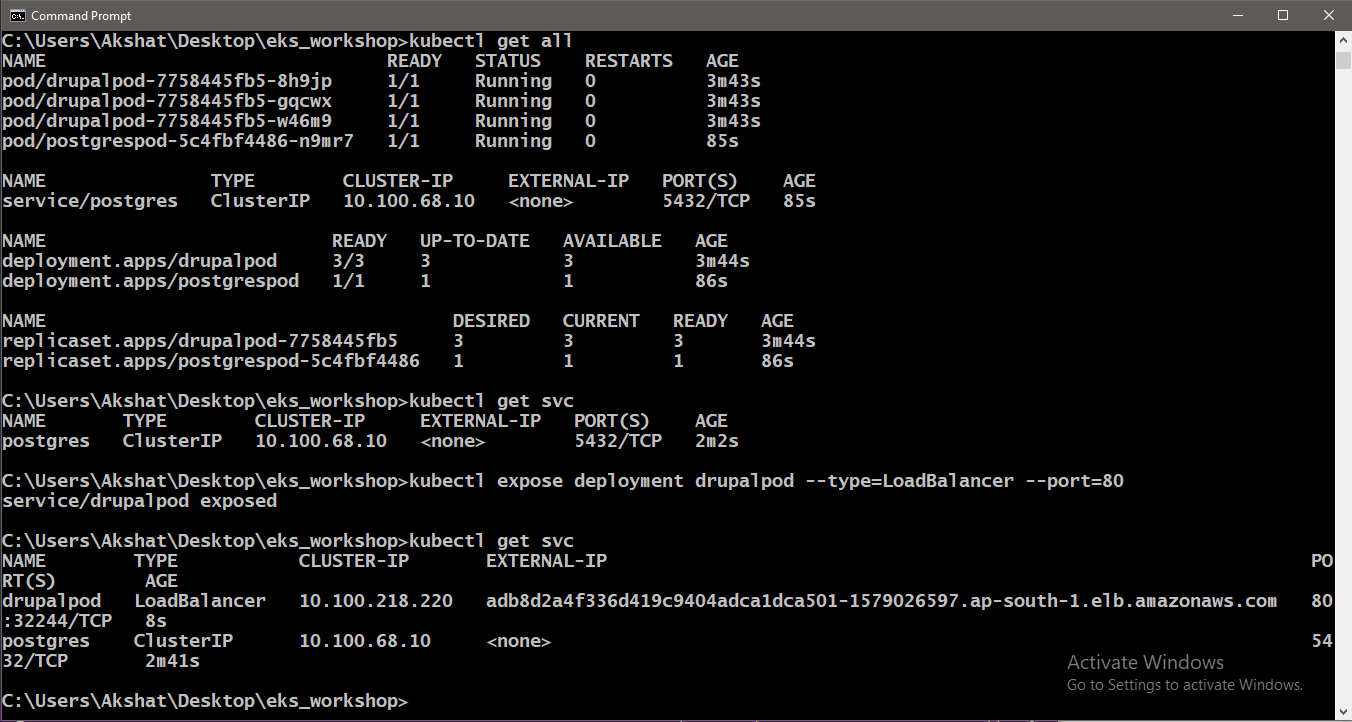 Command Prompt
C:\Users\Akshat\Desktop\eks_workshop>kubectl get all
NAME READY STATUS RESTARTS AGE
pod/drupalpod-7758445fb5-8h9jp 1/1 Running 0 3m43s
pod/drupalpod-7758445fb5-gqcwx 1/1 Running 0 3m43s
pod/drupalpod-7758445fb5-w46m9 1/1 Running 0 3m43s
pod/postgrespod-5c4fbf4486-n9mr7 1/1 Running 0 85s
NAME TYPE CLUSTER-IP EXTERNAL-IP PORT(S) AGE
service/postgres ClusterIP 10.100.68.10 <none> 5432/TCP 85s
NAME READY UP-TO-DATE AVAILABLE AGE
deployment.apps/drupalpod 3/3 3 3 3m44s
deployment.apps/postgrespod 1/1 1 1 86s
NAME DESIRED CURRENT READY AGE
replicaset.apps/drupalpod-7758445fb5 3 3 3 3m44s
replicaset.apps/postgrespod-5c4fbf4486 1 1 1 86s
C:\Users\Akshat\Desktop\eks_workshop>kubectl get svc
NAME TYPE CLUSTER-IP EXTERNAL-IP PORT(S) AGE
postgres ClusterIP 10.100.68.10 <none> 5432/TCP 2m2s
C:\Users\Akshat\Desktop\eks_workshop>kubectl expose deployment drupalpod --type=LoadBalancer --port=80
service/drupalpod exposed
C:\Users\Akshat\Desktop\eks_workshop>kubectl get svc
NAME TYPE CLUSTER-IP EXTERNAL-IP PO
RT(S) AGE
drupalpod LoadBalancer 10.100.218.220 adb8d2a4f336d419c9404adca1dca501-1579026597.ap-south-1.elb.amazonaws.com 80
:32244/TCP 8s
postgres ClusterIP 10.100.68.10 <none> 54
32/TCP 2m41s
Activate Windows
Go to Settings to activate Windows.
C:\Users\Akshat\Desktop\eks_workshop>